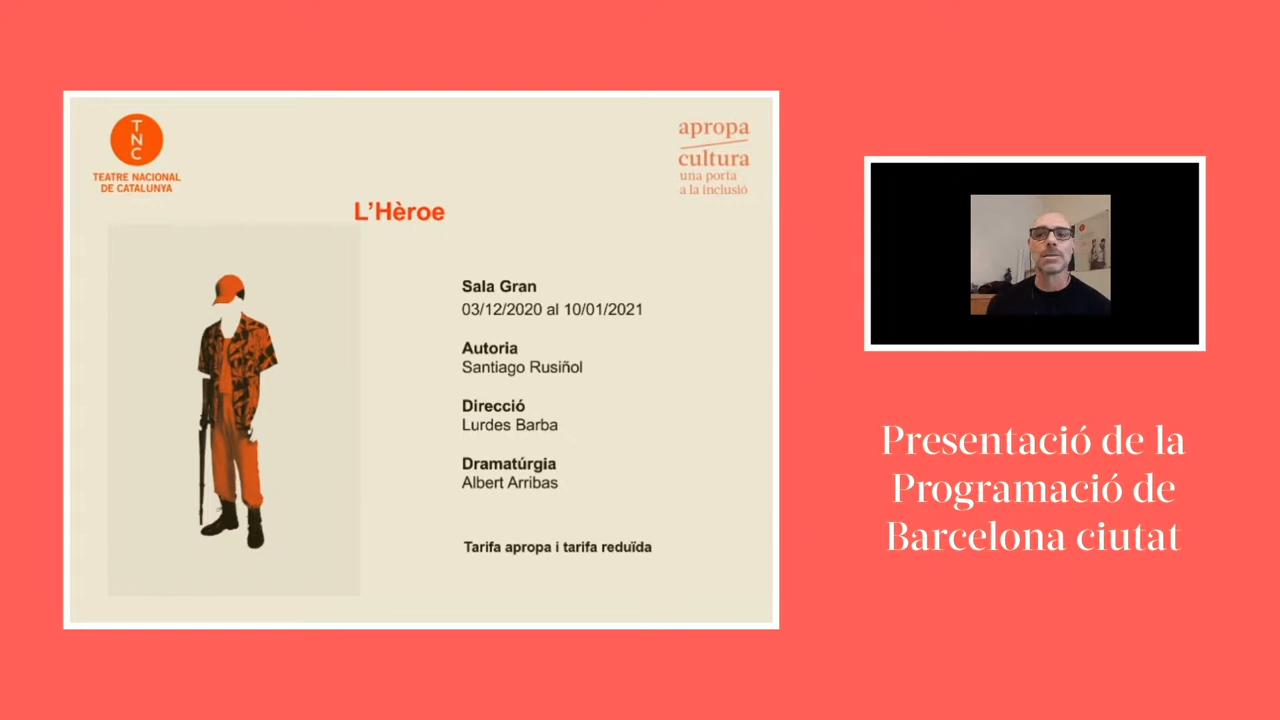 TNC
TEATRE NACIONAL
DE CATALUNYA
apropa
cultura
una porta
a la inclusió
L'Hèroe
Sala Gran
03/12/2020 al 10/01/2021
Autoria
Santiago Rusiñol
Direcció
Lurdes Barba
Dramatúrgia
Albert Arribas
Tarifa apropa i tarifa reduïda
Presentació de la
Programació de
Barcelona ciutat